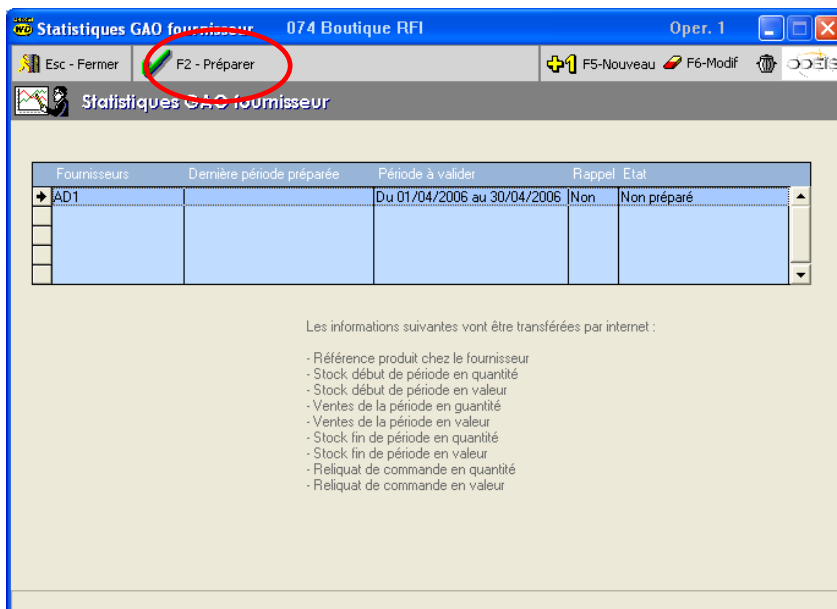 Statistiques GAO fournisseur 074 Boutique RFI Oper. 1
Esc - Fermer F2 - Préparer F5-Nouveau F6-Modif
Statistiques GAO fournisseur
Fournisseurs Dernière période préparée Période à valider Rappel Etat
AD1 Du 01/04/2006 au 30/04/2006 Non Non préparé
Les informations suivantes vont être transférées par internet :
- Référence produit chez le fournisseur
- Stock début de période en quantité
- Stock début de période en valeur
- Ventes de la période en quantité
- Ventes de la période en valeur
- Stock fin de période en quantité
- Stock fin de période en valeur
- Reliquat de commande en quantité
- Reliquat de commande en valeur